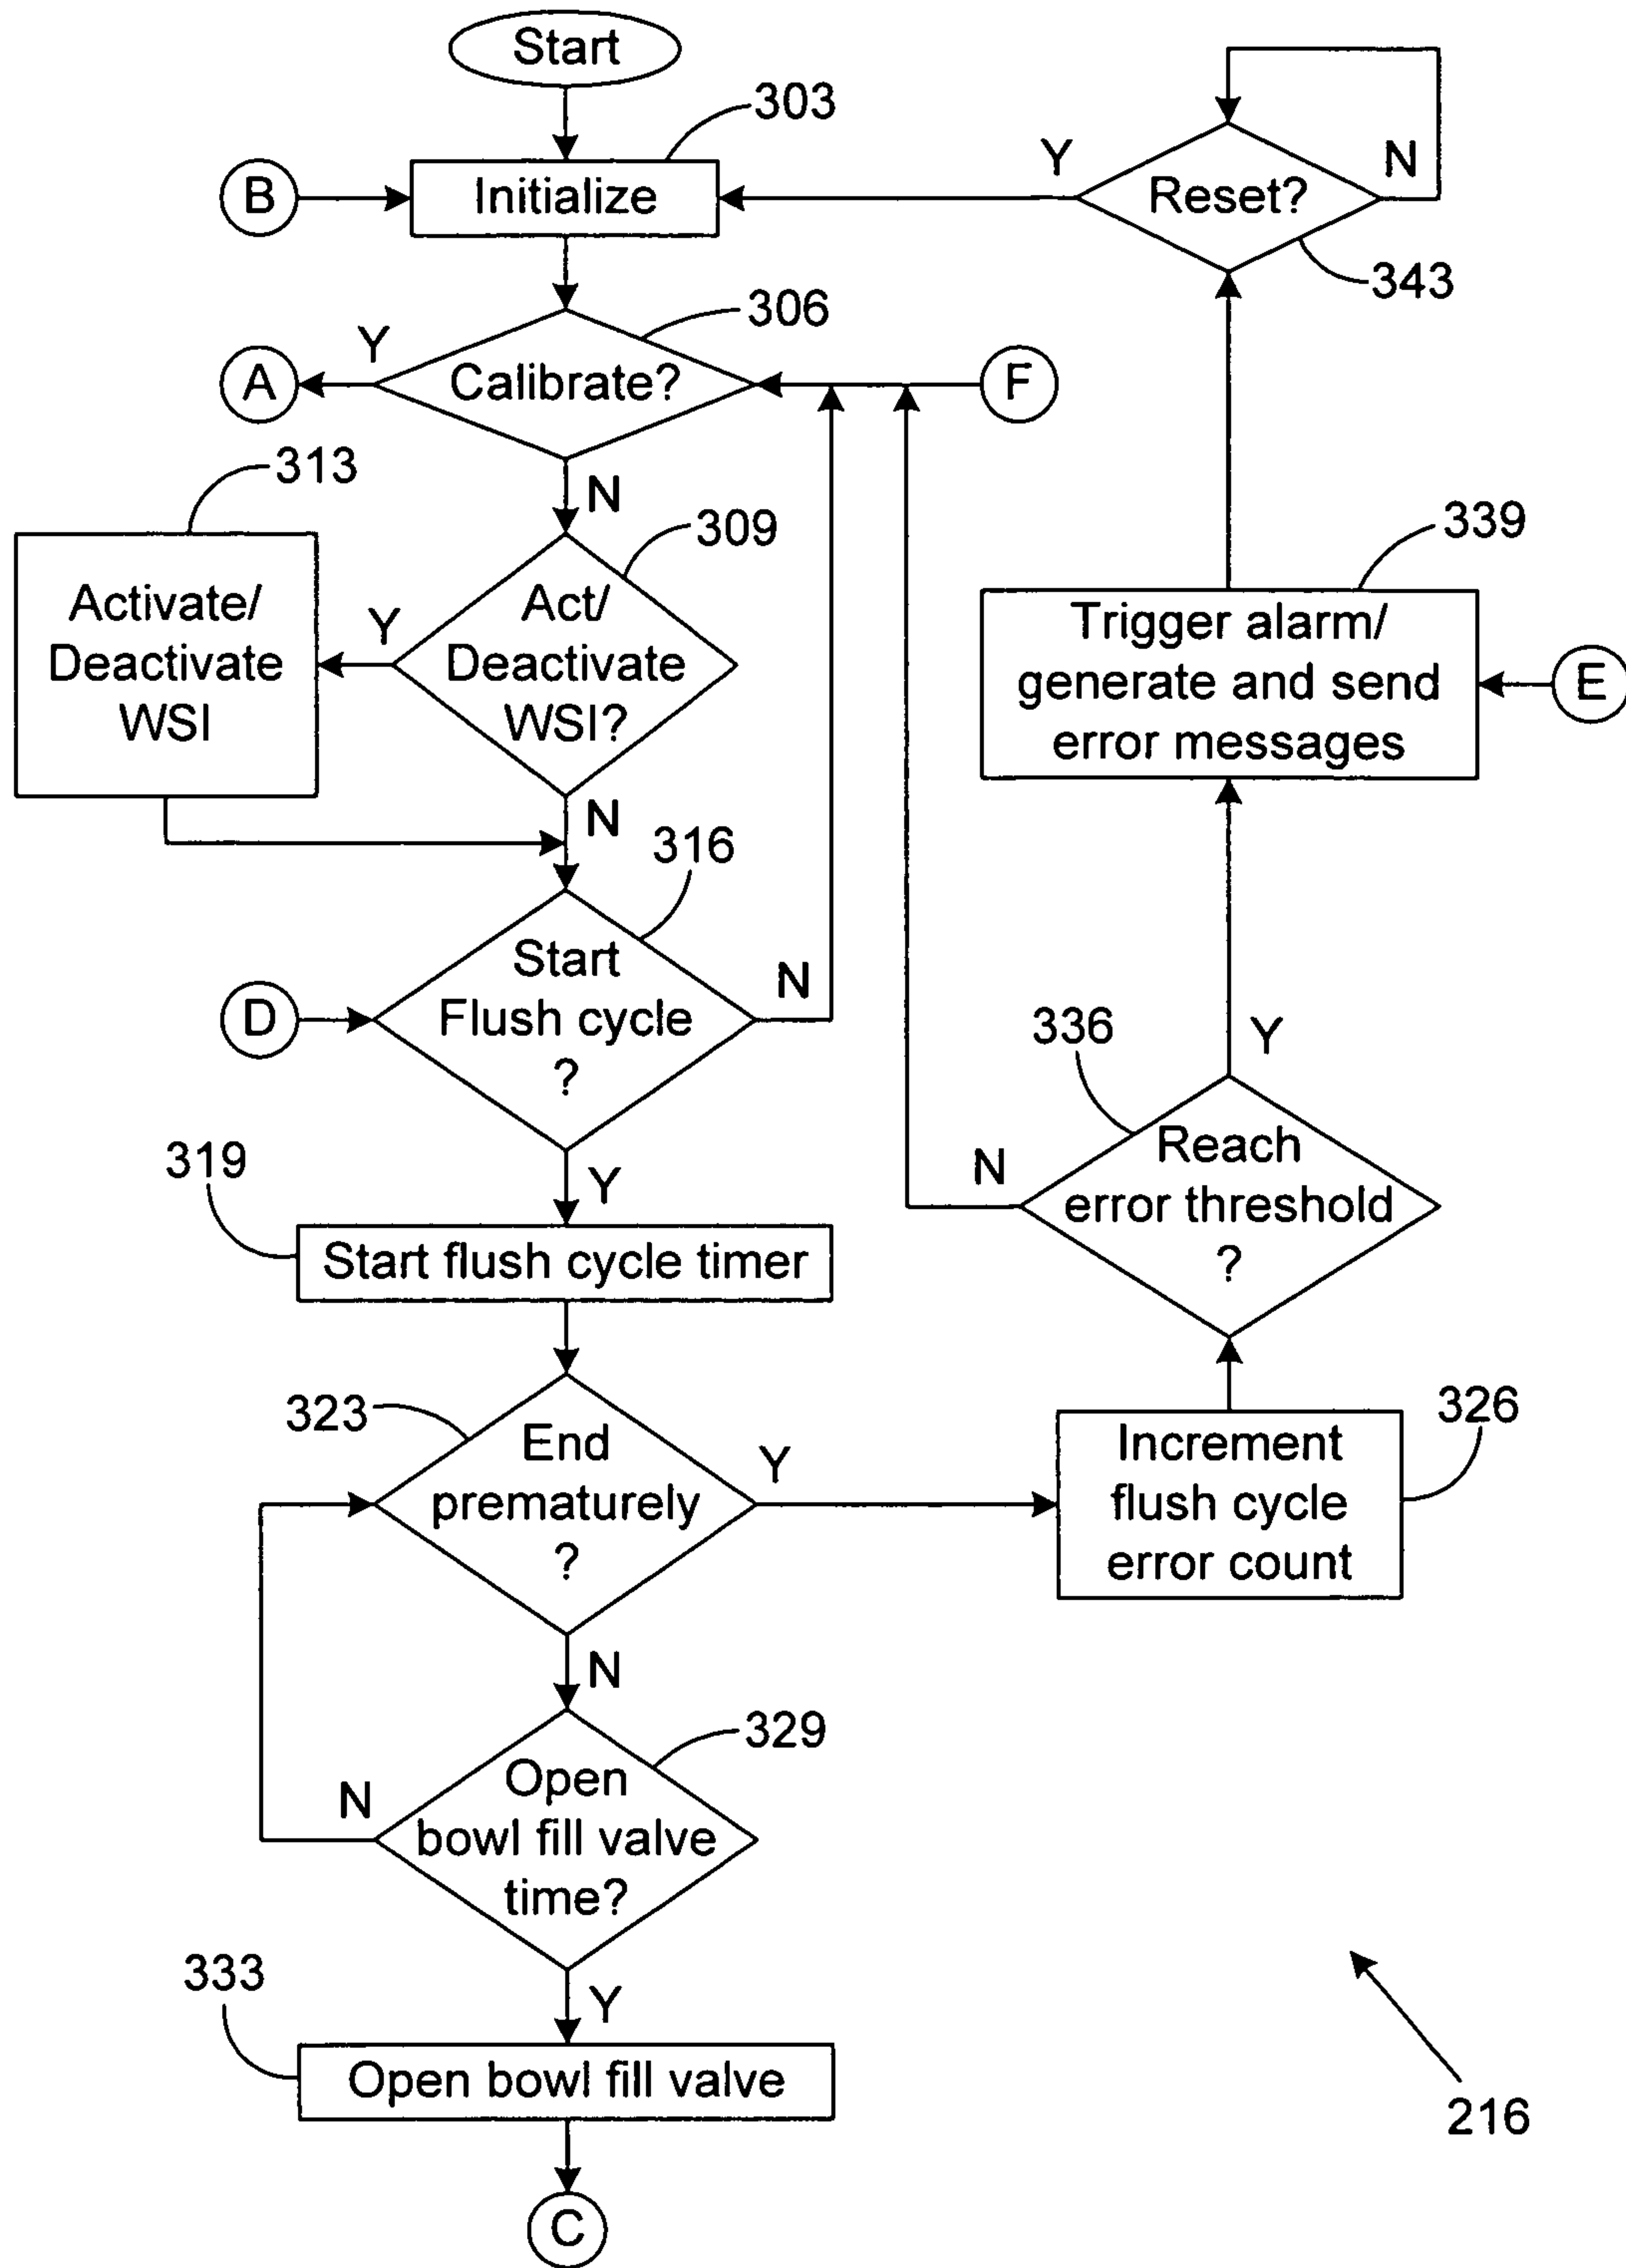 Start
303
B
Initialize
Y
Reset?
N
343
306
Y
A
Calibrate?
F
N
313
309
Activate/
Deactivate
WSI
Y
Act/
Deactivate
WSI?
N
339
Trigger alarm/
generate and send
error messages
E
316
D
Start
Flush cycle
?
N
Y
336
Y
N
Reach
error threshold
?
319
Start flush cycle timer
323
End
prematurely
?
Y
326
Increment
flush cycle
error count
N
329
N
Open
bowl fill valve
time?
Y
333
Open bowl fill valve
C
216